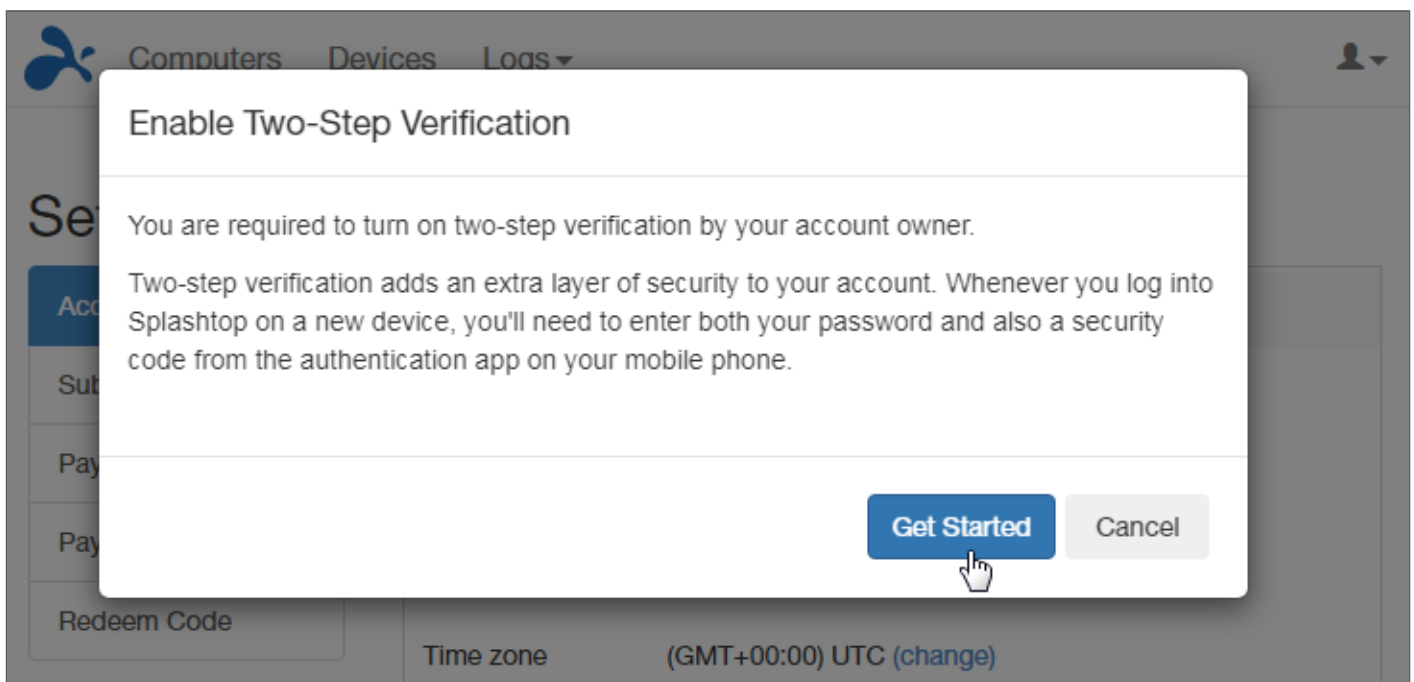 Computers Devices Logs
Enable Two-Step Verification
You are required to turn on two-step verification by your account owner.
Two-step verification adds an extra layer of security to your account. Whenever you log into
Splashtop on a new device, you'll need to enter both your password and also a security
code from the authentication app on your mobile phone.
Get Started Cancel
Redeem Code
Time zone (GMT+00:00) UTC (change)